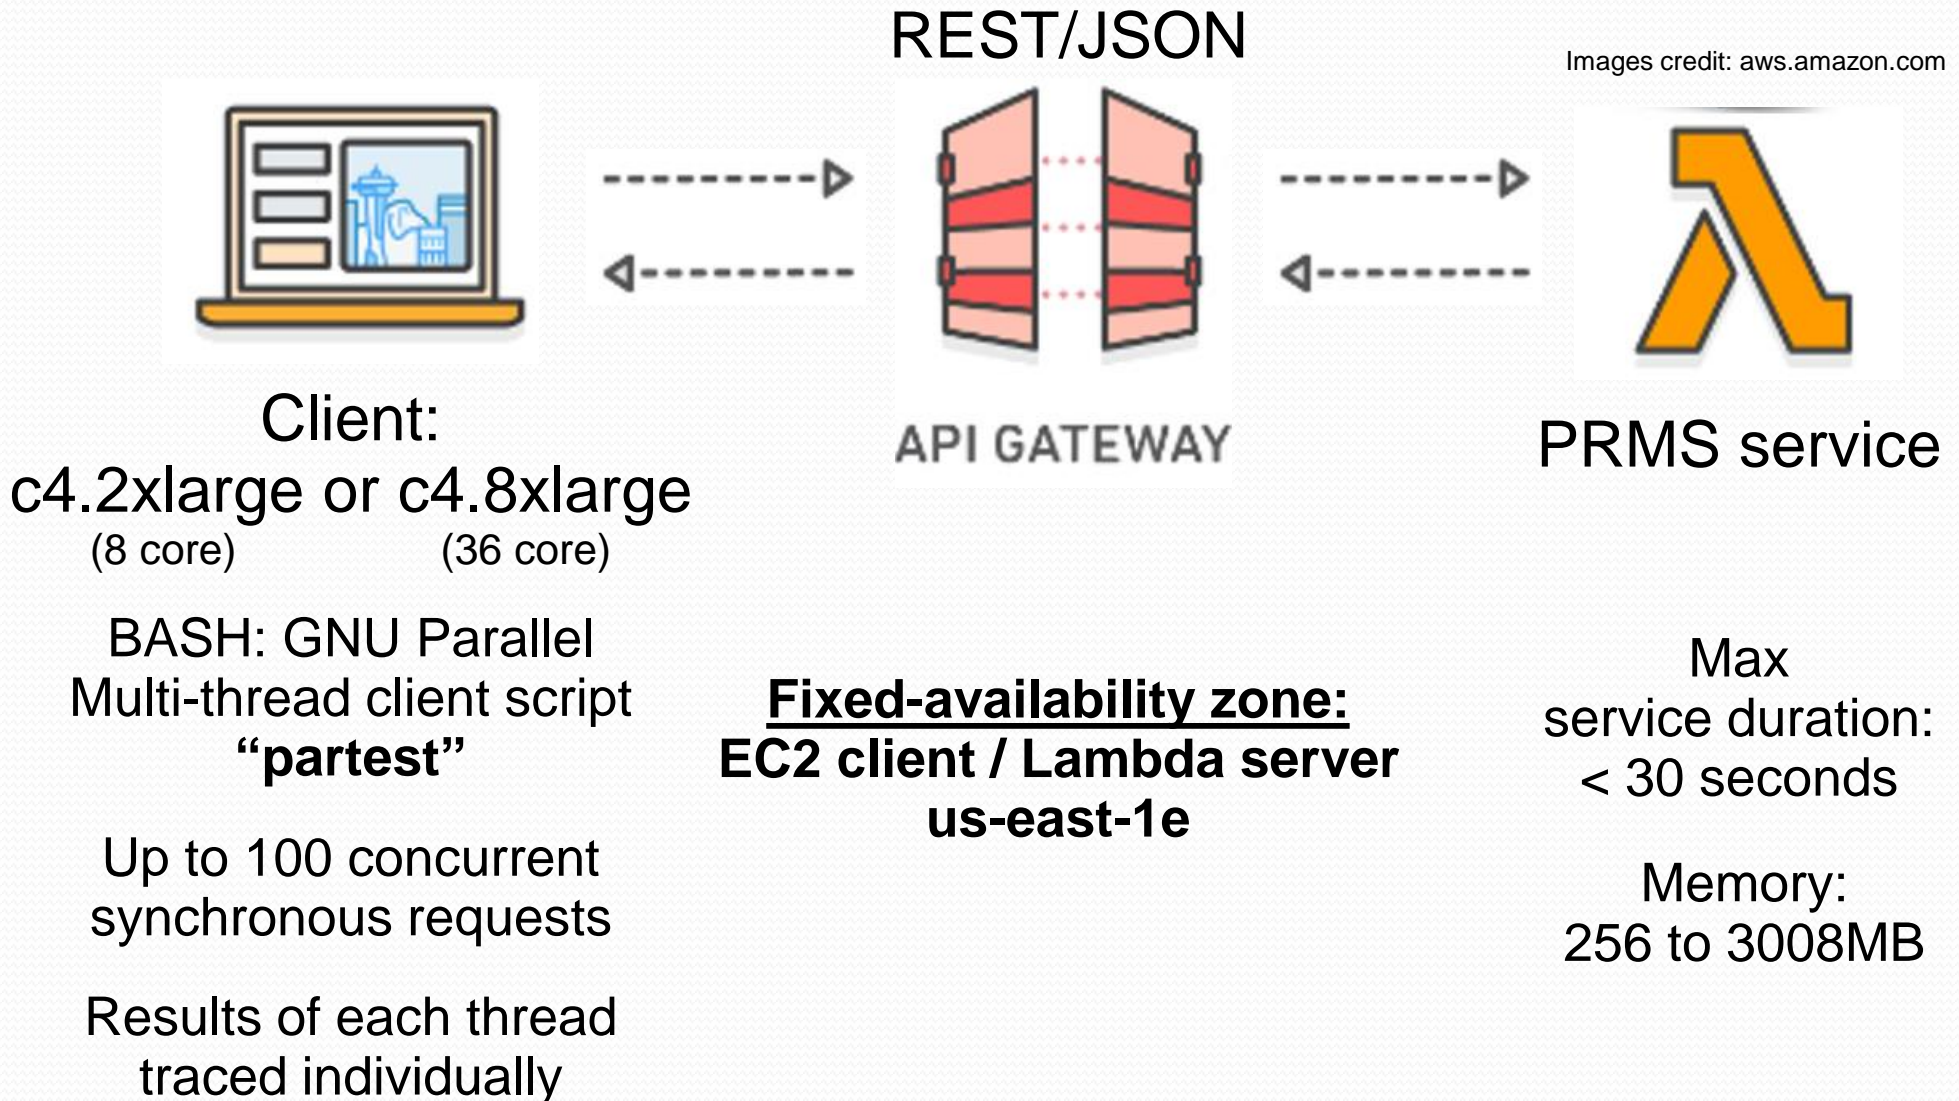 REST/JSON
Images credit: aws.amazon.com
API GATEWAY
Client:
c4.2xlarge or c4.8xlarge
(8 core) (36 core)
PRMS service
BASH: GNU Parallel
Multi-thread client script
“partest”
Up to 100 concurrent
synchronous requests
Results of each thread
traced individually
Fixed-availability zone:
EC2 client / Lambda server
us-east-1e
Max
service duration:
< 30 seconds
Memory:
256 to 3008MB